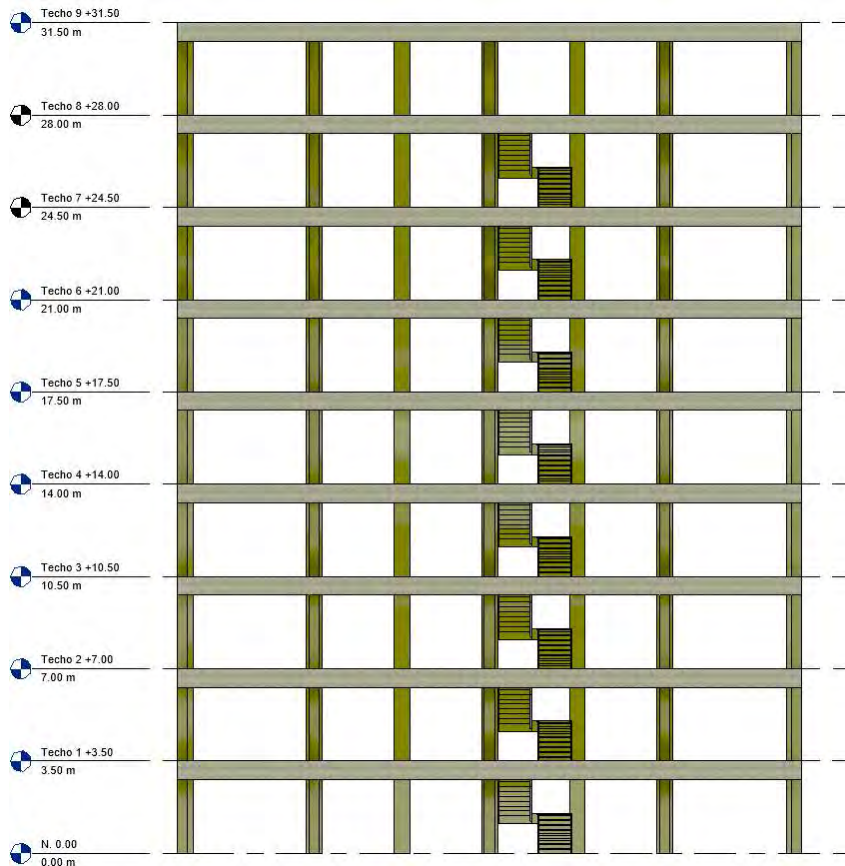 Techo 9 +31.50
31.50 m
Techo 8 +28.00
28.00 m
Techo 7 +24.50
24.50 m
Techo 6 +21.00
21.00 m
Techo 5 +17.50
17.50 m
Techo 4 +14.00
14.00 m
Techo 3 +10.50
10.50 m
Techo 2 +7.00
7.00 m
Techo 1 +3.50
3.50 m
N. 0.00
0.00 m